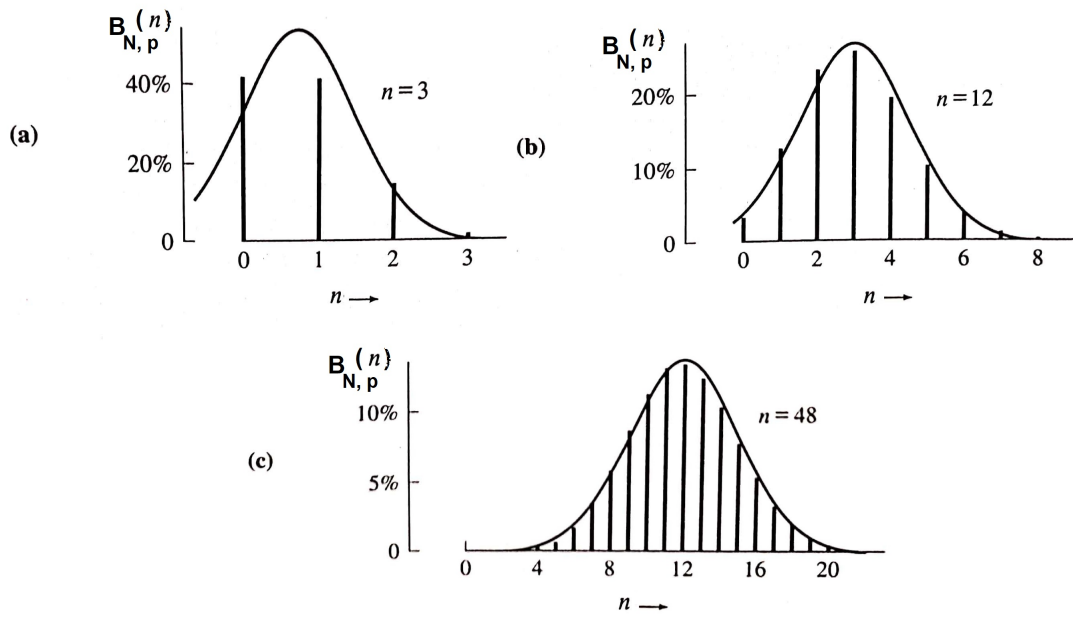 B_{N, p}(n)
40%
20%
0
n=3
(a)
0 1 2 3
n →
B_{N, p}(n)
20%
10%
0
n=12
(b)
0 2 4 6 8
n →
B_{N, p}(n)
10%
5%
0
n=48
(c)
0 4 8 12 16 20
n →